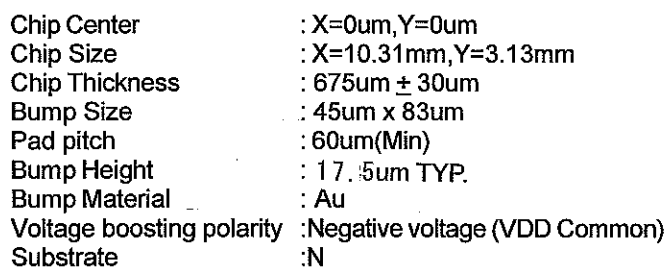 Chip Center : X=0um,Y=0um
Chip Size : X=10.31mm,Y=3.13mm
Chip Thickness : 675um ± 30um
Bump Size : 45um x 83um
Pad pitch : 60um(Min)
Bump Height : 17.5um TYP.
Bump Material : Au
Voltage boosting polarity :Negative voltage (VDD Common)
Substrate :N